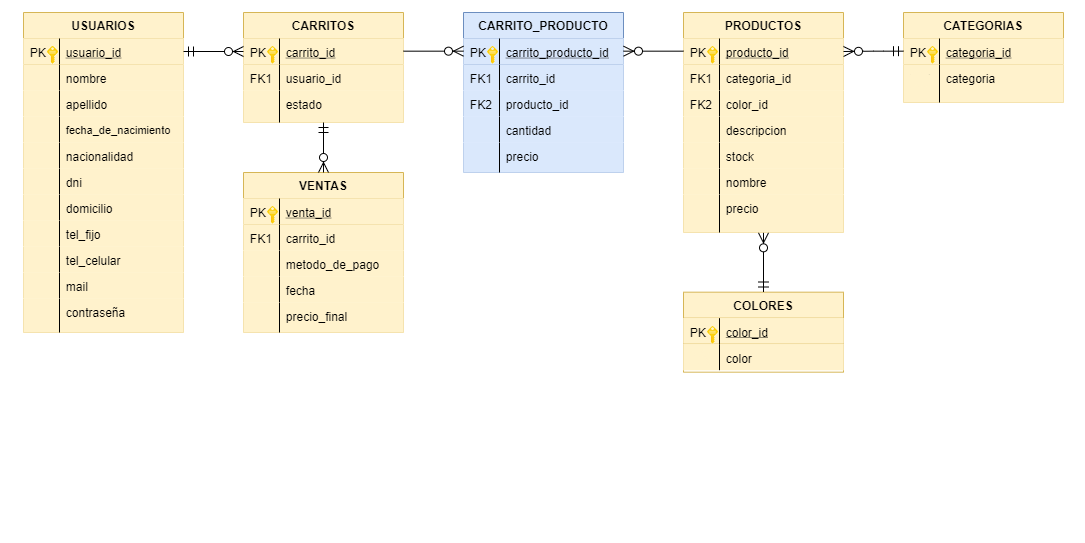 USUARIOS
PK usuario_id
nombre
apellido
fecha_de_nacimiento
nacionalidad
dni
domicilio
tel_fijo
tel_celular
mail
contraseña
CARRITOS
PK carrito_id
FK1 usuario_id
estado
VENTAS
PK venta_id
FK1 carrito_id
metodo_de_pago
fecha
precio_final
CARRITO_PRODUCTO
PK carrito_producto_id
FK1 carrito_id
FK2 producto_id
cantidad
precio
PRODUCTOS
PK producto_id
FK1 categoria_id
FK2 color_id
descripcion
stock
nombre
precio
COLORES
PK color_id
color
CATEGORIAS
PK categoria_id
categoria